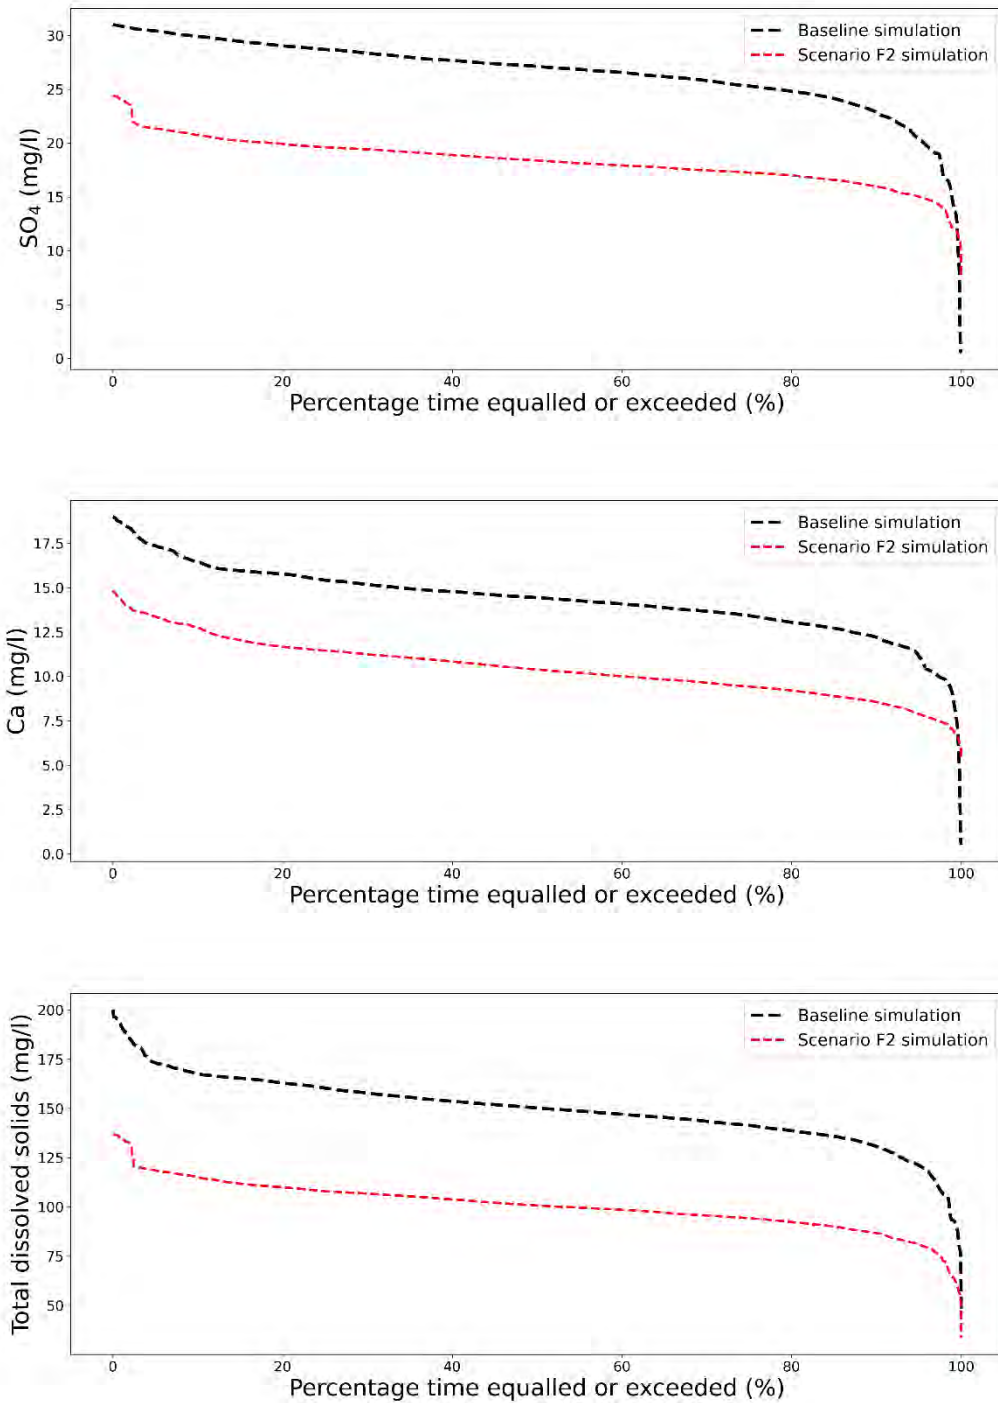 Baseline simulation
Scenario F2 simulation
30
25
20
15
10
5
0
SO₄ (mg/l)
0 20 40 60 80 100
Percentage time equalled or exceeded (%)
Baseline simulation
Scenario F2 simulation
17.5
15.0
12.5
10.0
7.5
5.0
2.5
0.0
Ca (mg/l)
0 20 40 60 80 100
Percentage time equalled or exceeded (%)
Baseline simulation
Scenario F2 simulation
200
175
150
125
100
75
50
Total dissolved solids (mg/l)
0 20 40 60 80 100
Percentage time equalled or exceeded (%)